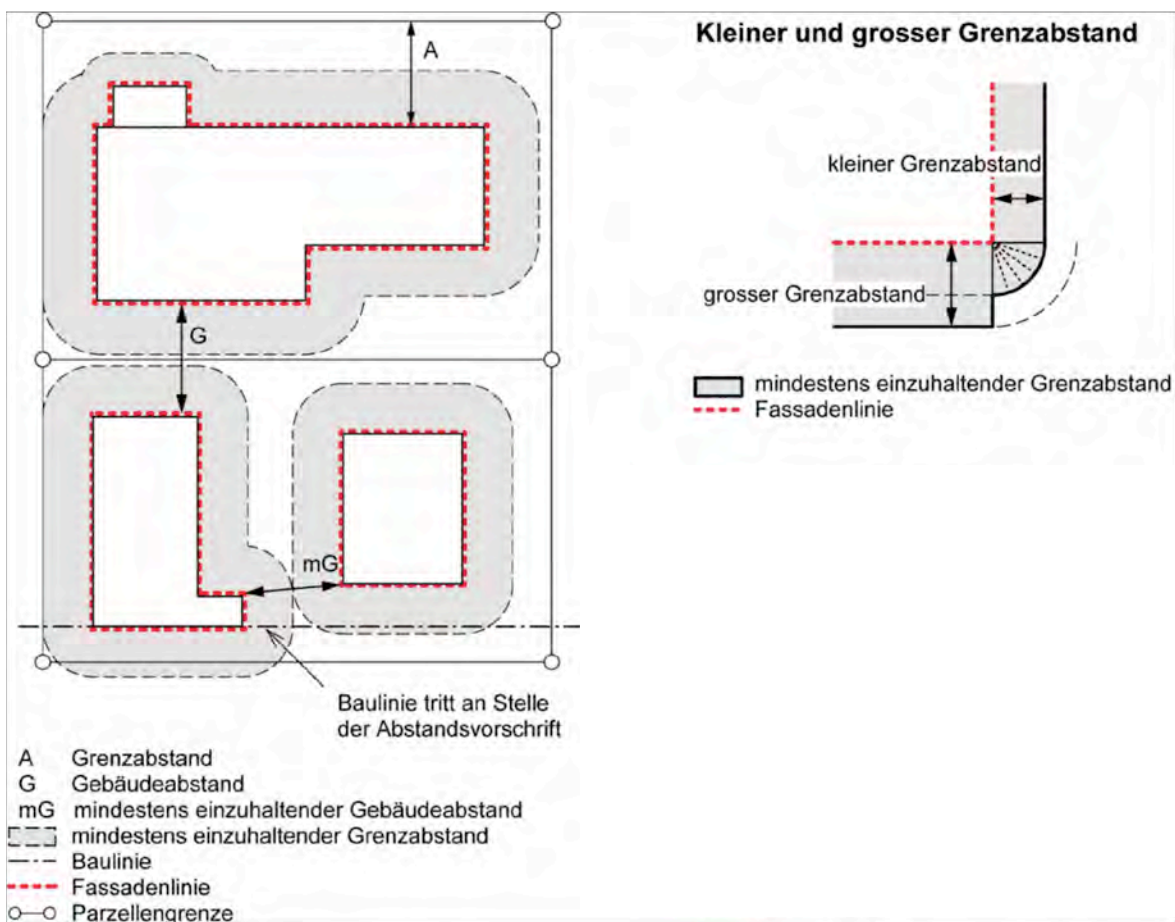 A
G
mG
Baulinie tritt an Stelle
der Abstandsvorschrift
A Grenzabstand
G Gebäudeabstand
mG mindestens einzuhaltender Gebäudeabstand
mindestens einzuhaltender Grenzabstand
Baulinie
Fassadenlinie
Parzellengrenze
Kleiner und grosser Grenzabstand
kleiner Grenzabstand
grosser Grenzabstand
mindestens einzuhaltender Grenzabstand
Fassadenlinie